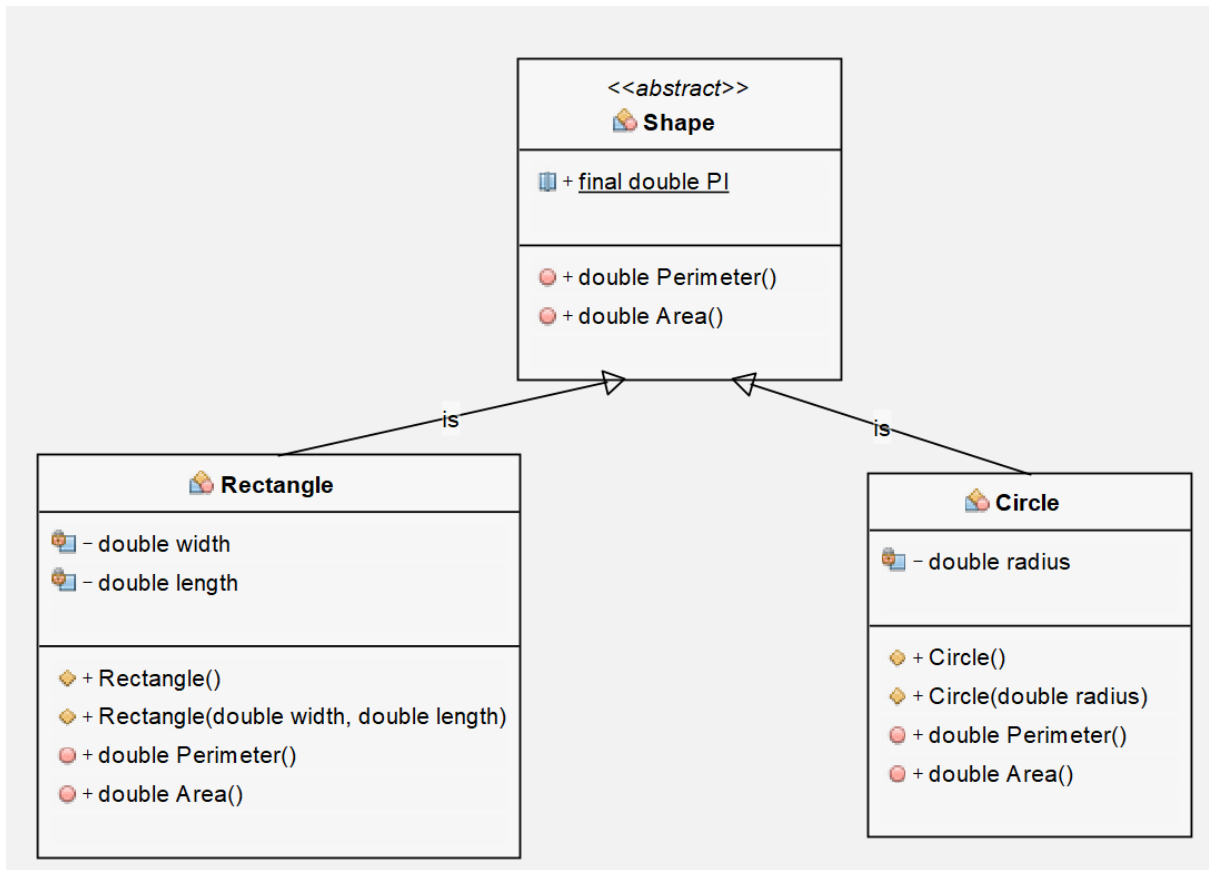 <<abstract>>
Shape
+ final double PI
+ double Perimeter()
+ double Area()
is
is
Rectangle
- double width
- double length
+ Rectangle()
+ Rectangle(double width, double length)
+ double Perimeter()
+ double Area()
Circle
- double radius
+ Circle()
+ Circle(double radius)
+ double Perimeter()
+ double Area()